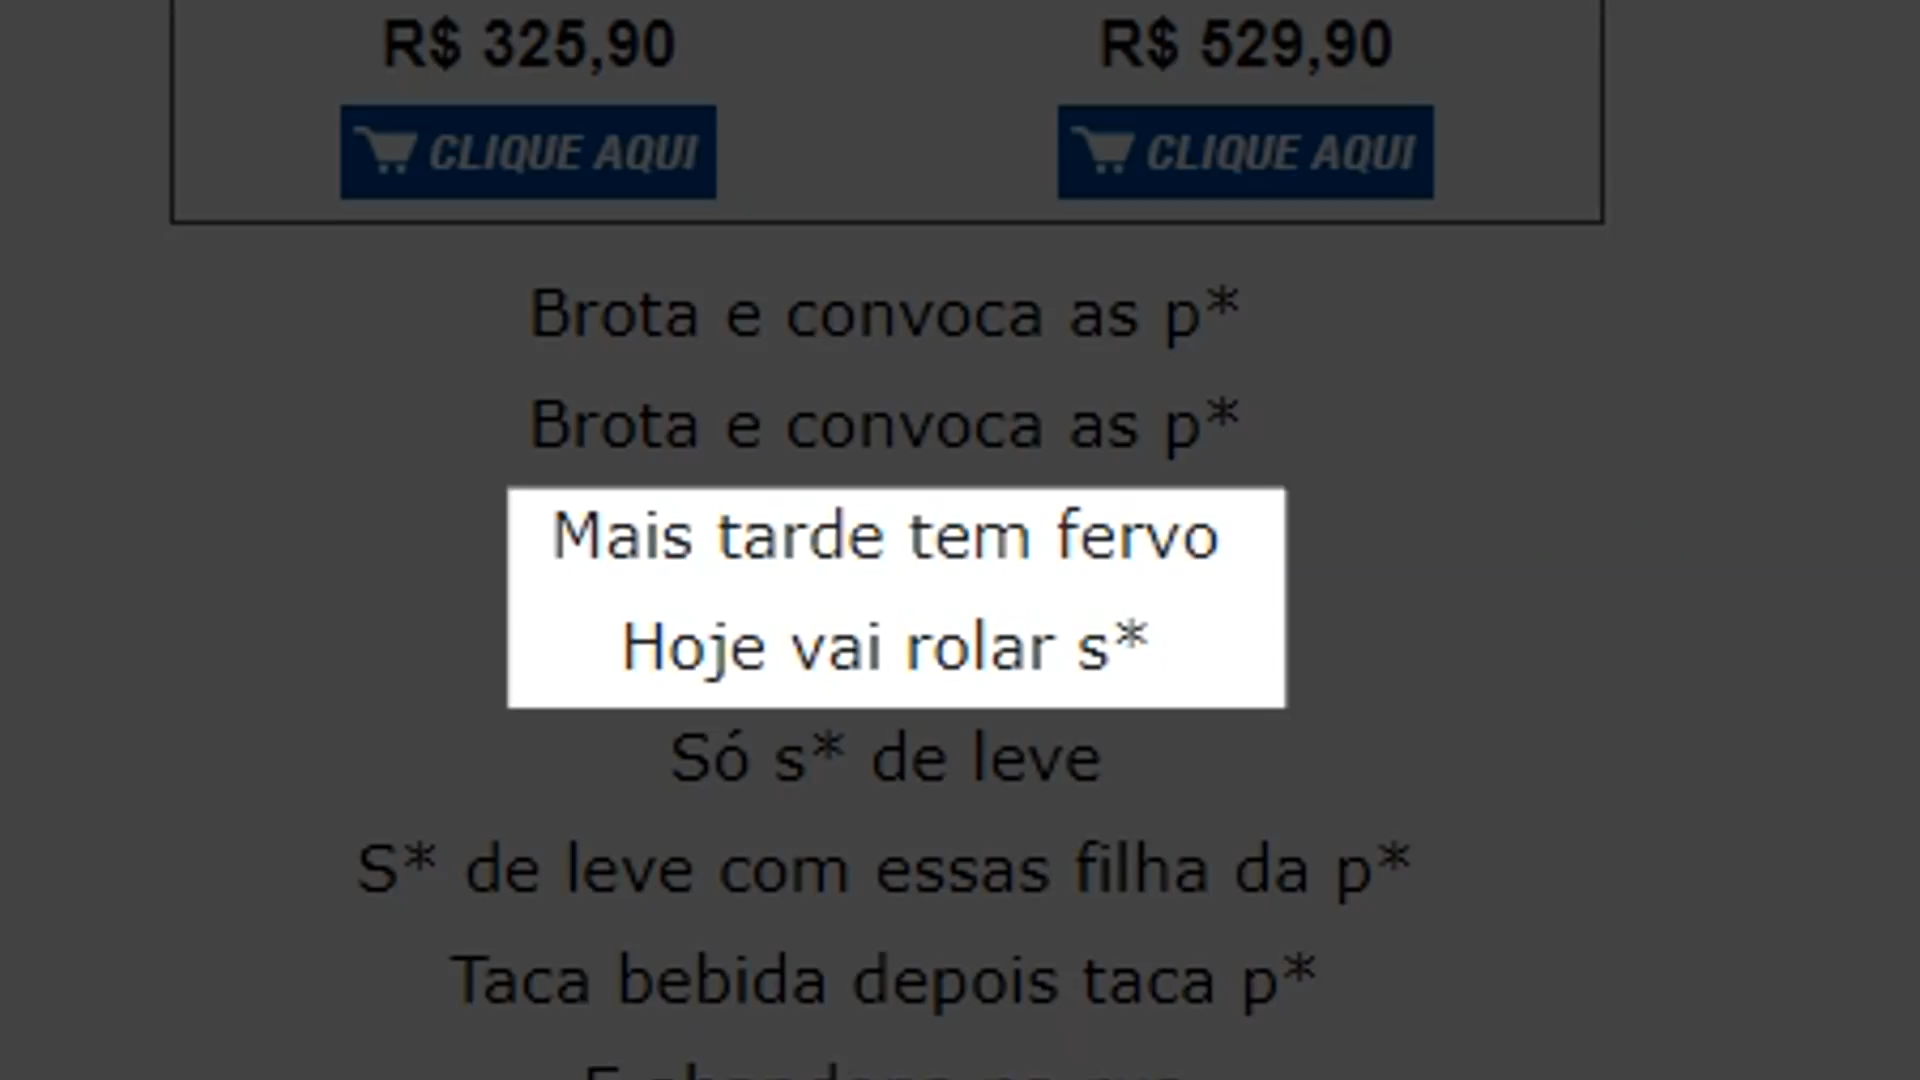 R$ 325,90 R$ 529,90
CLIQUE AQUI CLIQUE AQUI
Brota e convoca as p*
Brota e convoca as p*
Mais tarde tem fervo
Hoje vai rolar s*
Só s* de leve
S* de leve com essas filha da p*
Taca bebida depois taca p*